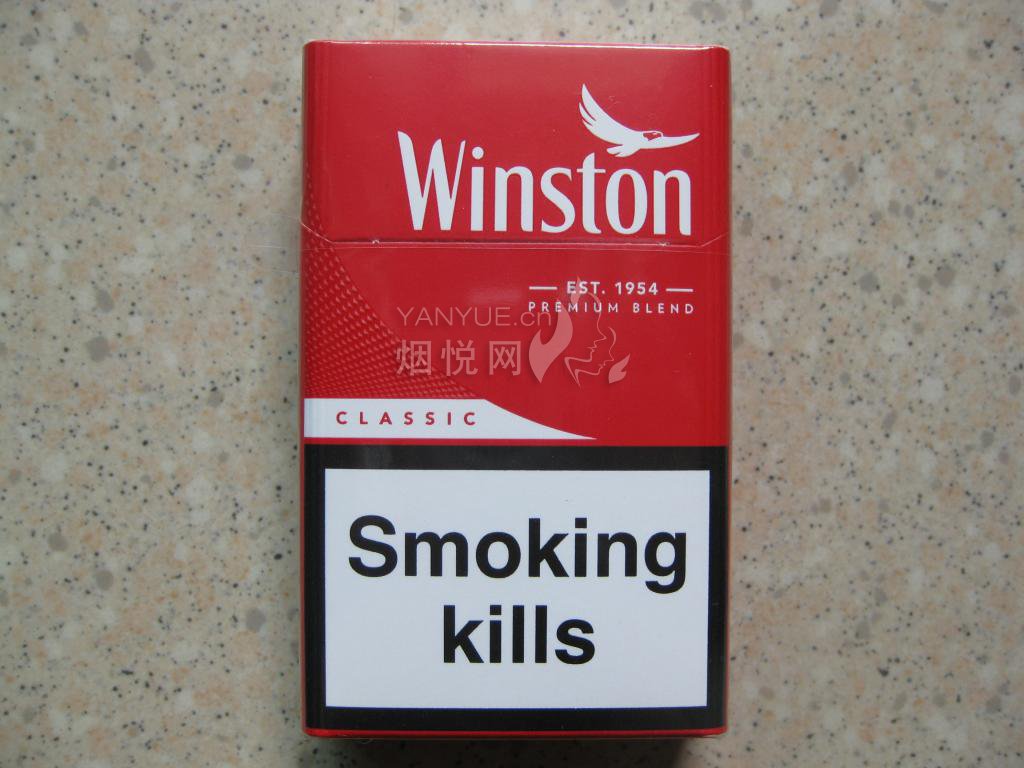 Winston
EST. 1954
PREMIUM BLEND
YANYUE.cn
烟悦网
CLASSIC
Smoking
kills